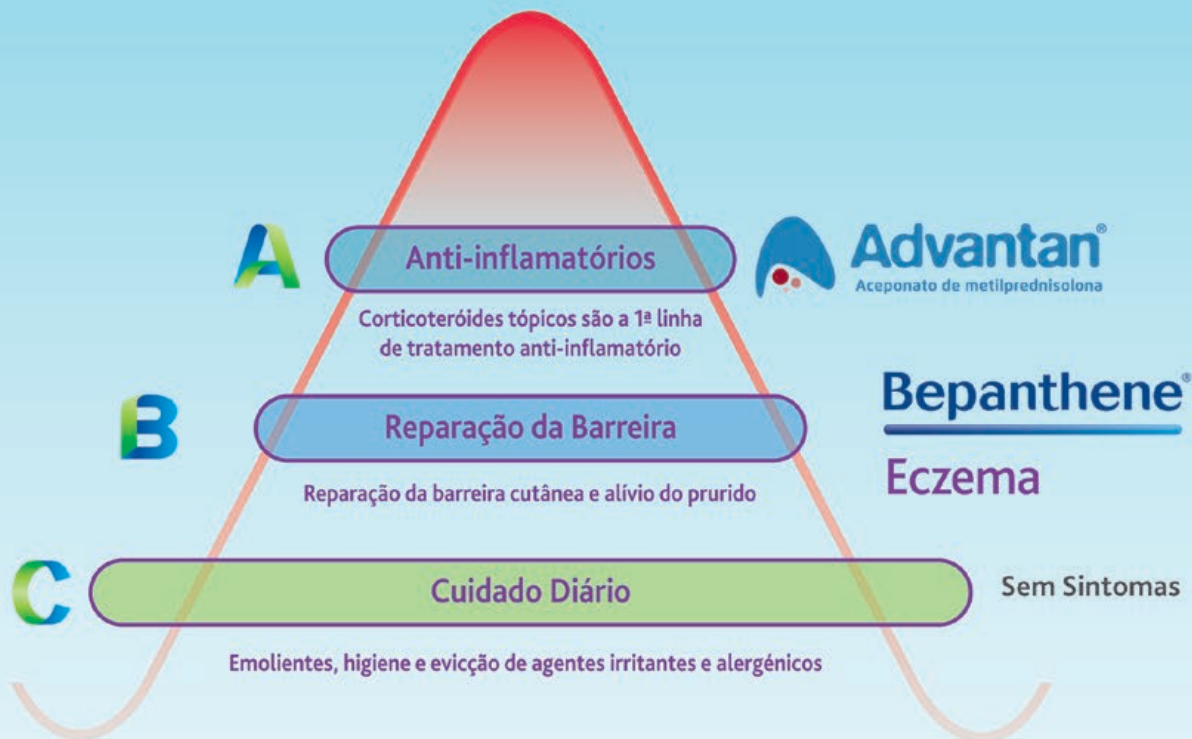 A
Anti-inflamatórios
Advantan®
Aceponato de metilprednisolona
Corticoteróides tópicos são a 1ª linha
de tratamento anti-inflamatório
B
Reparação da Barreira
Bepanthene®
Eczema
Reparação da barreira cutânea e alívio do prurido
C
Cuidado Diário
Sem Sintomas
Emolientes, higiene e evicção de agentes irritantes e alergénicos